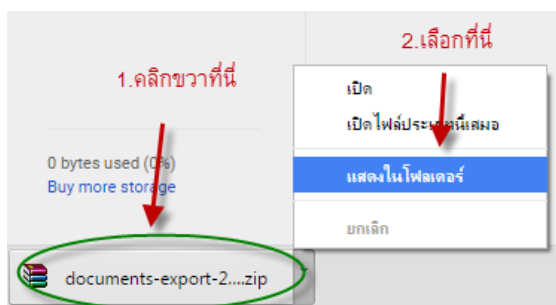 2.เลือกที่นี่
1.คลิกขวาที่นี่
เปิด
เปิดไฟล์ประเภทนี้เสมอ
0 bytes used (0%)
Buy more storage
แสดงในโฟลเดอร์
ยกเลิก
documents-export-2....zip